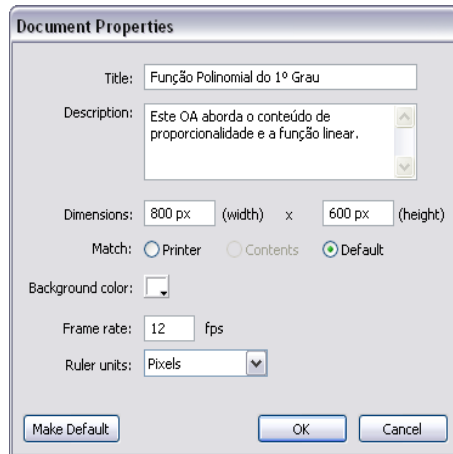 Document Properties
Title: Função Polinomial do 1º Grau
Description: Este OA aborda o conteúdo de
proporcionalidade e a função linear.
Dimensions: 800 px (width) x 600 px (height)
Match: Printer Contents Default
Background color:
Frame rate: 12 fps
Ruler units: Pixels
Make Default OK Cancel